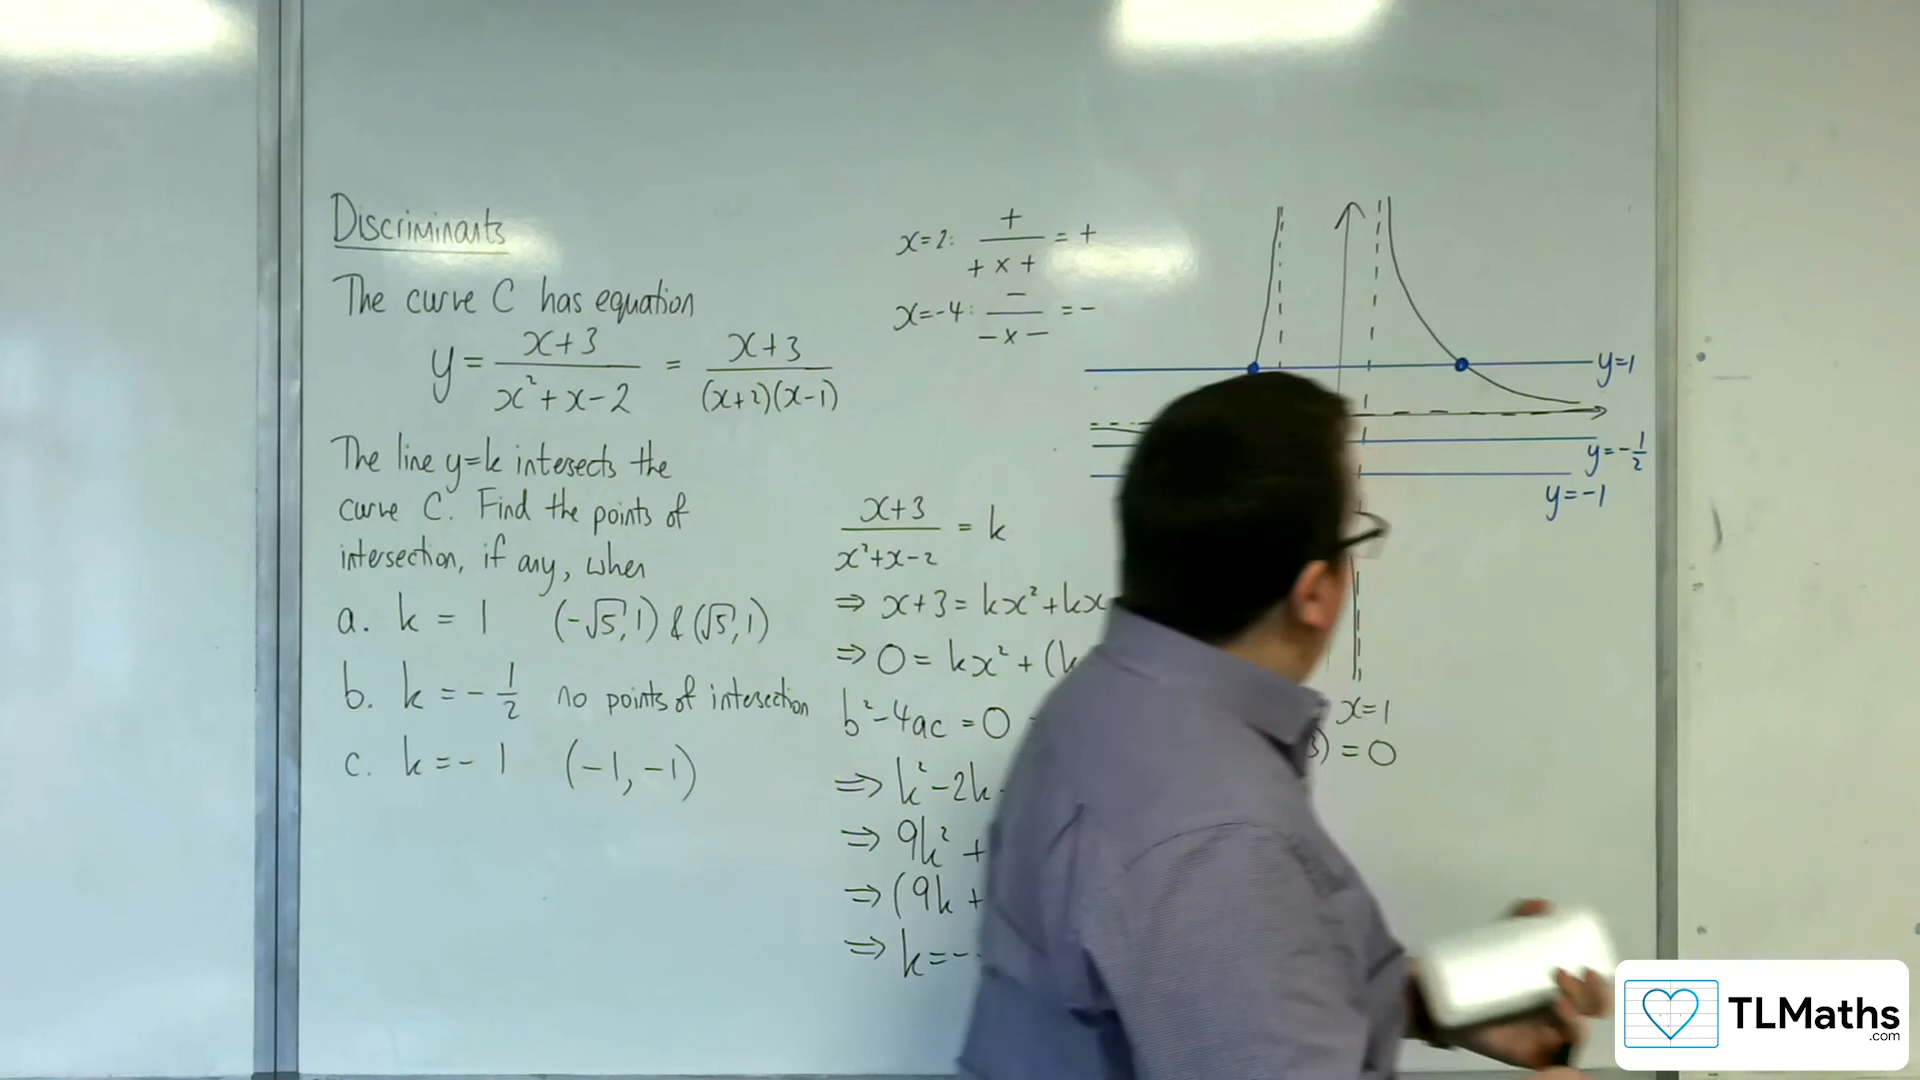 Discriminants
The curve C has equation
y = x+3 / x²+x-2 = x+3 / (x+2)(x-1)
The line y=k intersects the
curve C. Find the points of
intersection, if any, when
a. k = 1 (-√5, 1) & (√5, 1)
b. k = -1/2 no points of intersection
c. k = -1 (-1, -1)
x=2: + / + x + = +
x=-4: - / - x - = -
x+3 / x²+x-2 = k
⇒ x+3 = kx²+kx
⇒ 0 = kx² + (k
b²-4ac = 0
⇒ k²-2k
⇒ 9k² +
⇒ (9k +
⇒ k = -
y=1
y=-1/2
y=-1
x=1
3) = 0
TLMaths
.com